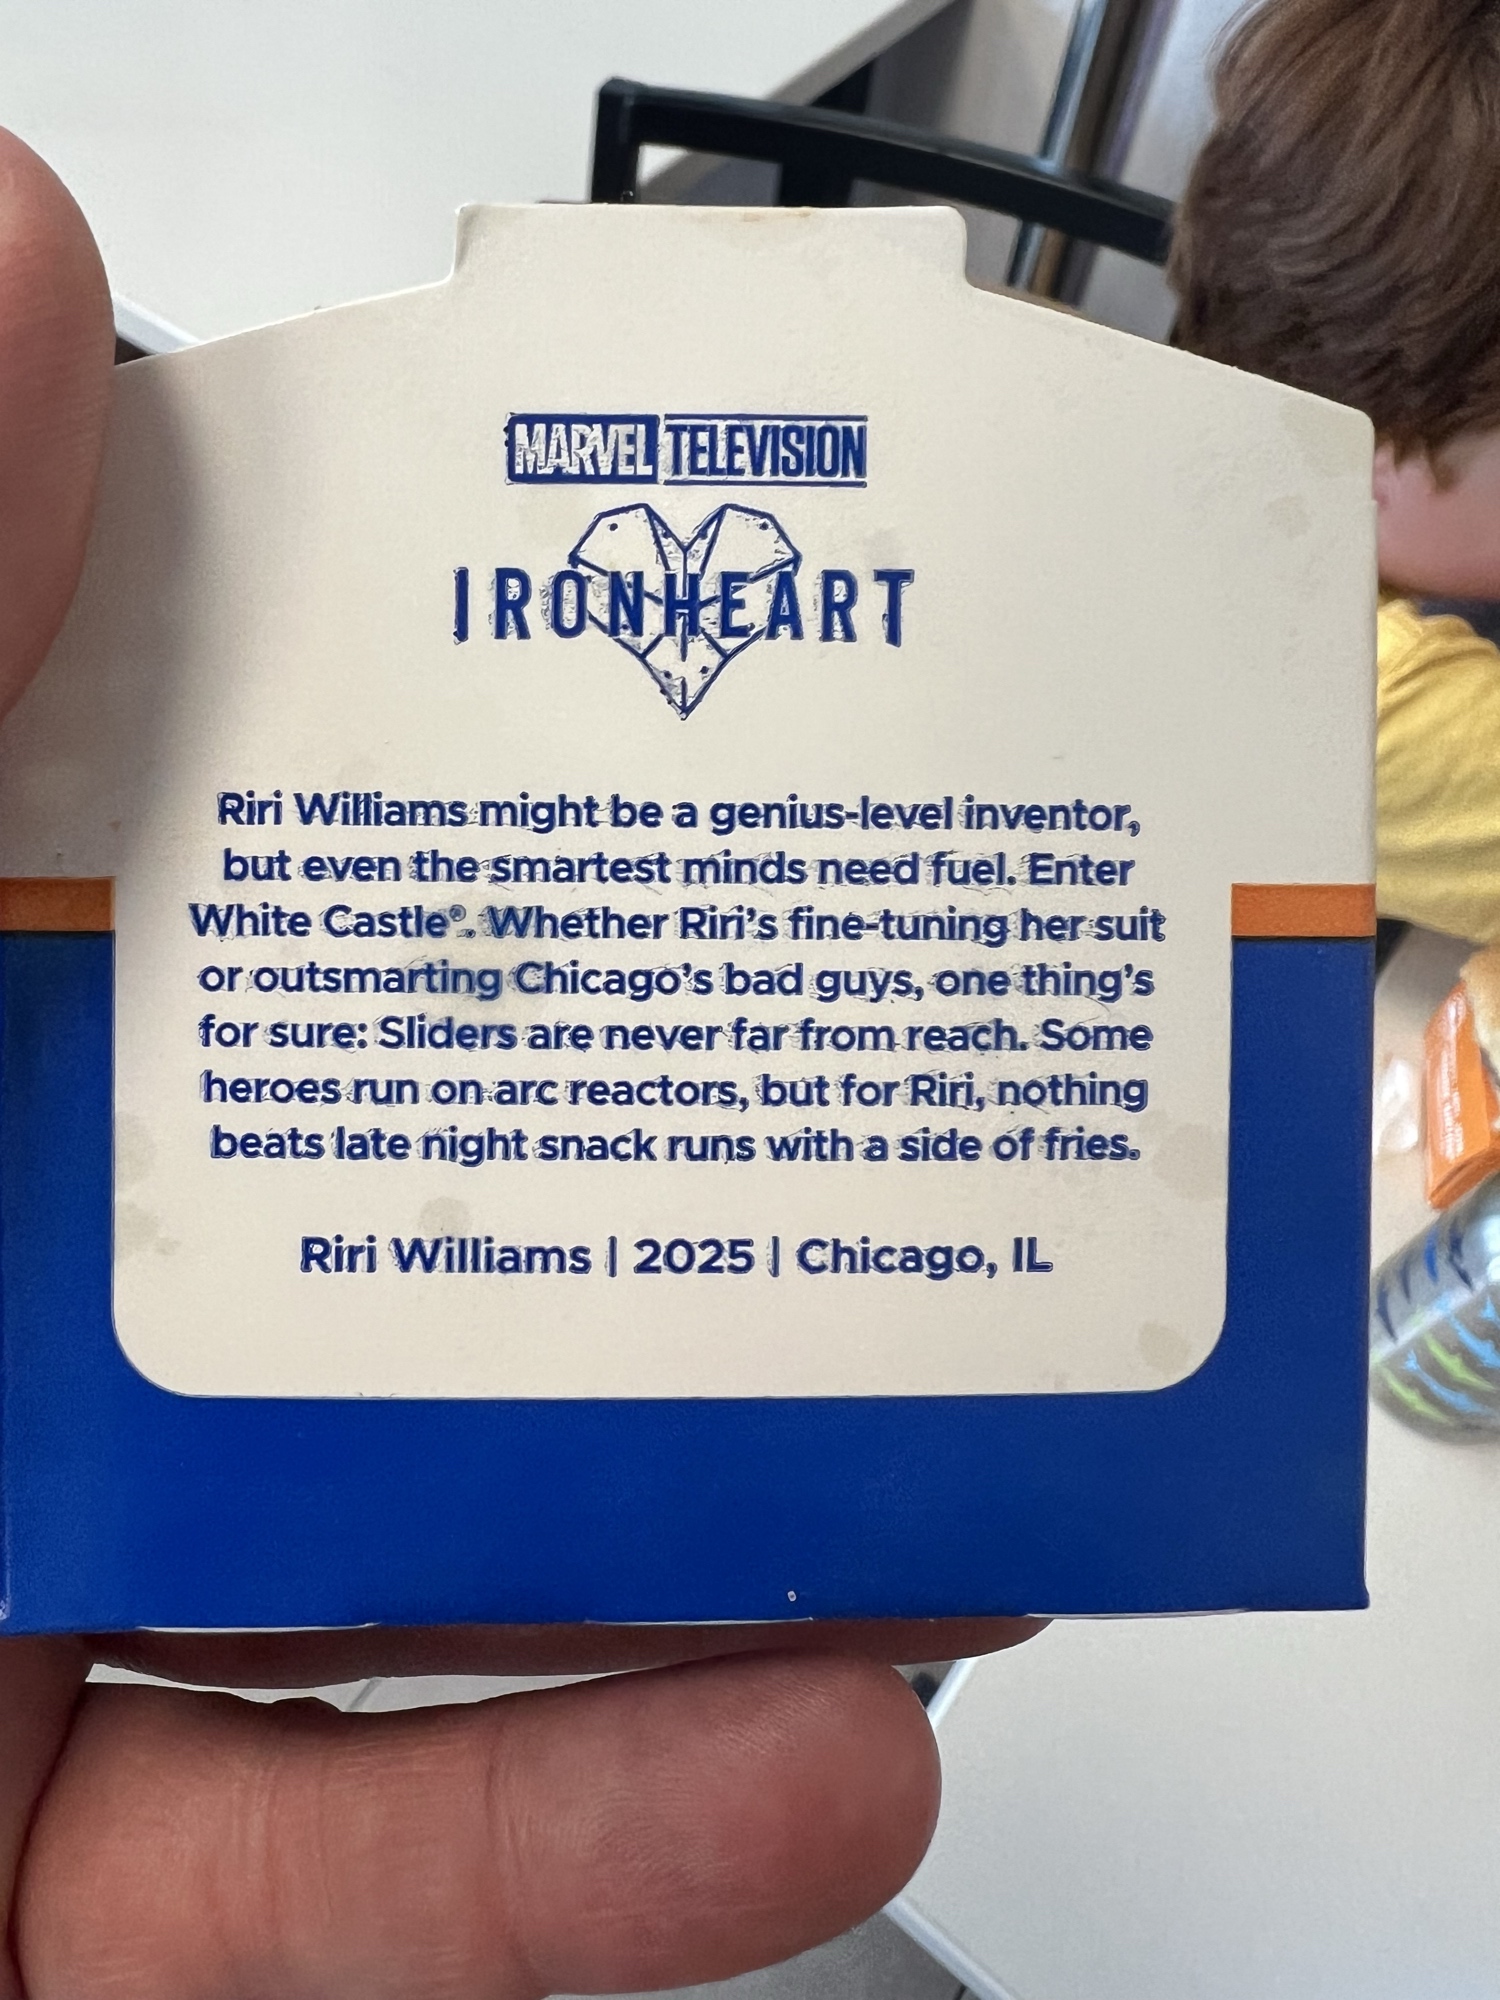 MARVEL TELEVISION
IRONHEART
Riri Williams might be a genius-level inventor,
but even the smartest minds need fuel. Enter
White Castle®. Whether Riri's fine-tuning her suit
or outsmarting Chicago's bad guys, one thing's
for sure: Sliders are never far from reach. Some
heroes run on arc reactors, but for Riri, nothing
beats late night snack runs with a side of fries.
Riri Williams | 2025 | Chicago, IL